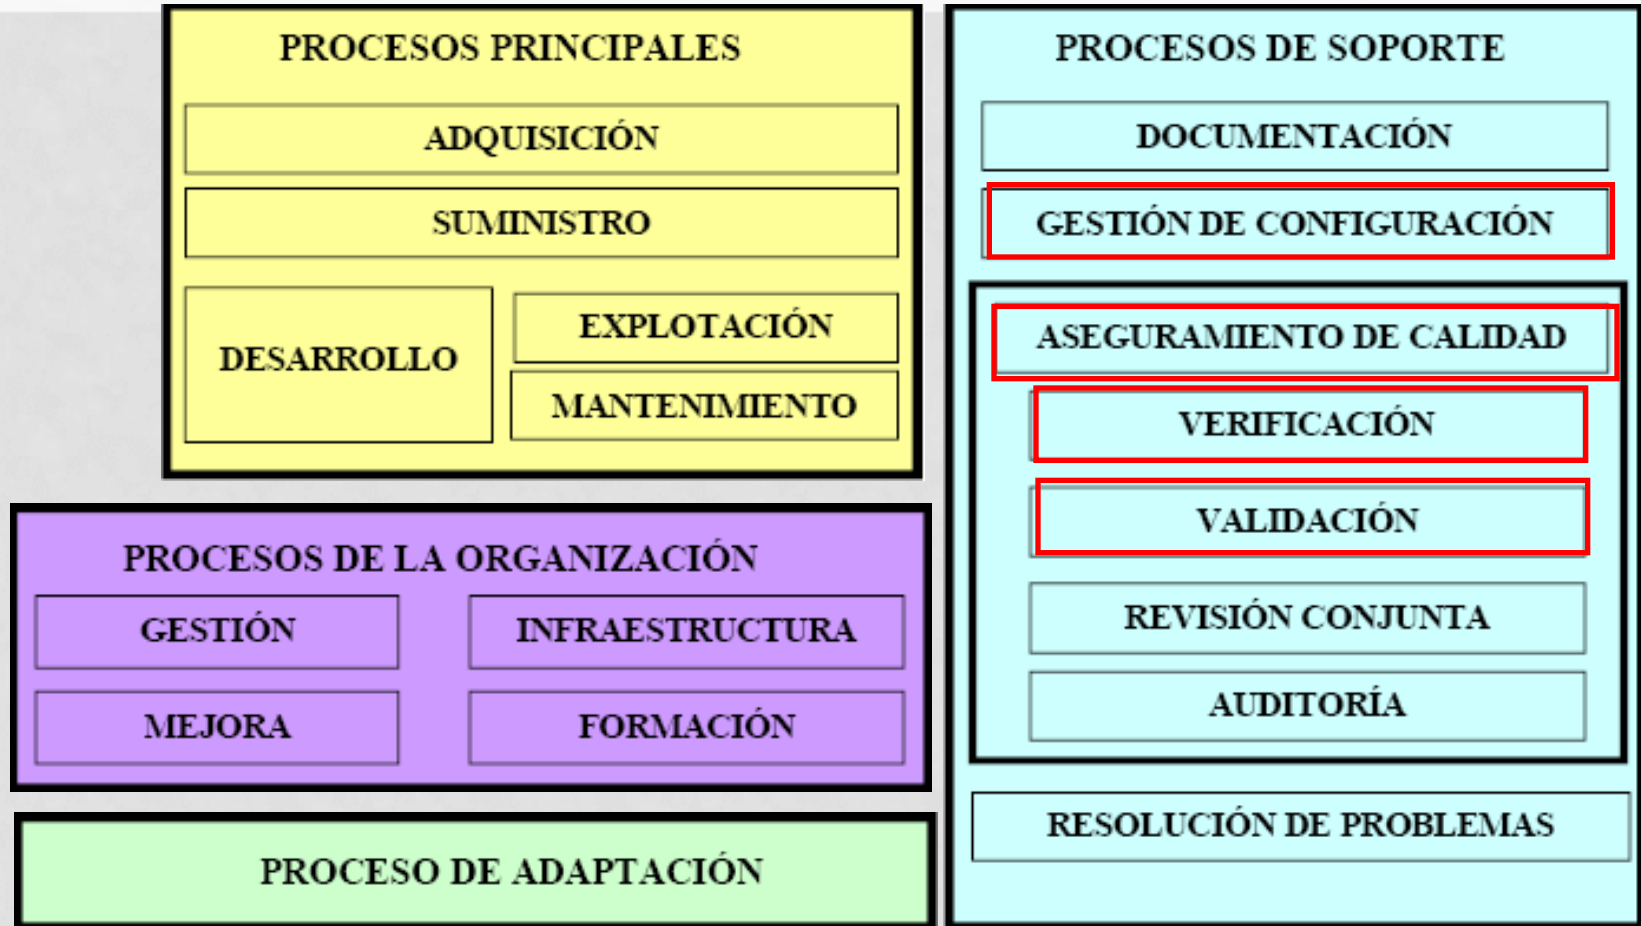 PROCESOS PRINCIPALES
ADQUISICIÓN
SUMINISTRO
DESARROLLO
EXPLOTACIÓN
MANTENIMIENTO
PROCESOS DE LA ORGANIZACIÓN
GESTIÓN
INFRAESTRUCTURA
MEJORA
FORMACIÓN
PROCESO DE ADAPTACIÓN
PROCESOS DE SOPORTE
DOCUMENTACIÓN
GESTIÓN DE CONFIGURACIÓN
ASEGURAMIENTO DE CALIDAD
VERIFICACIÓN
VALIDACIÓN
REVISIÓN CONJUNTA
AUDITORÍA
RESOLUCIÓN DE PROBLEMAS